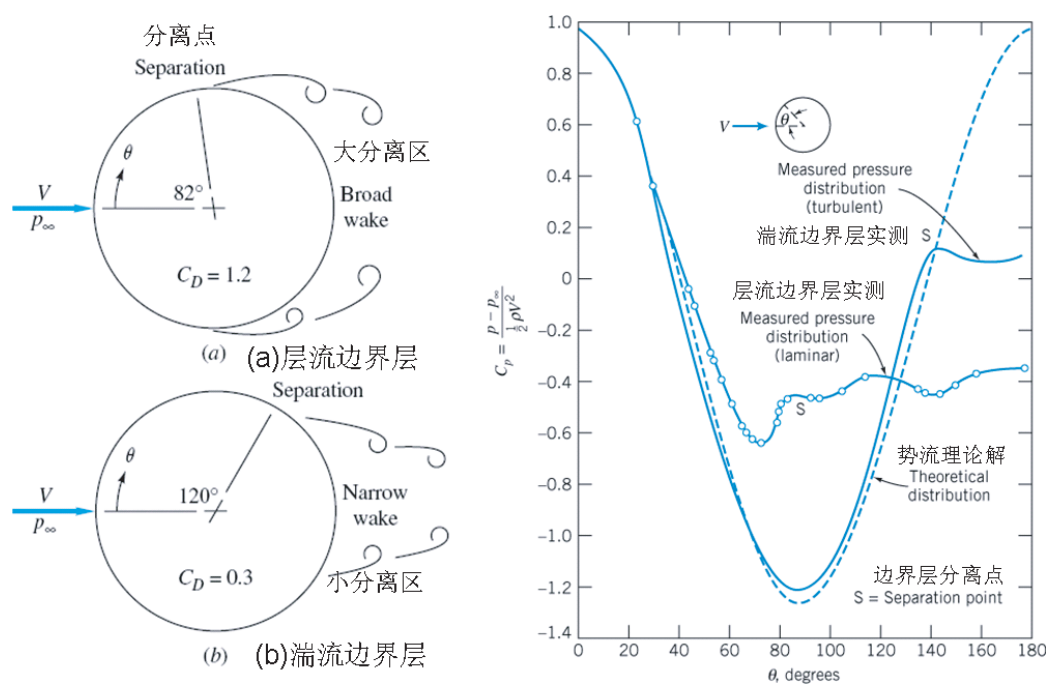 分离点
Separation
θ
大分离区
V
p∞
82°
Broad
wake
C_D = 1.2
(a)
(a)层流边界层
Separation
θ
V
p∞
120°
Narrow
wake
C_D = 0.3
小分离区
(b)
(b)湍流边界层
1.0
0.8
0.6
0.4
0.2
0
−0.2
−0.4
−0.6
−0.8
−1.0
−1.2
−1.4
C_p = (p − p∞) / (½ ρV²)
V
θ
Measured pressure
distribution
(turbulent)
湍流边界层实测
S
层流边界层实测
Measured pressure
distribution
(laminar)
S
势流理论解
Theoretical
distribution
边界层分离点
S = Separation point
0 20 40 60 80 100 120 140 160 180
θ, degrees